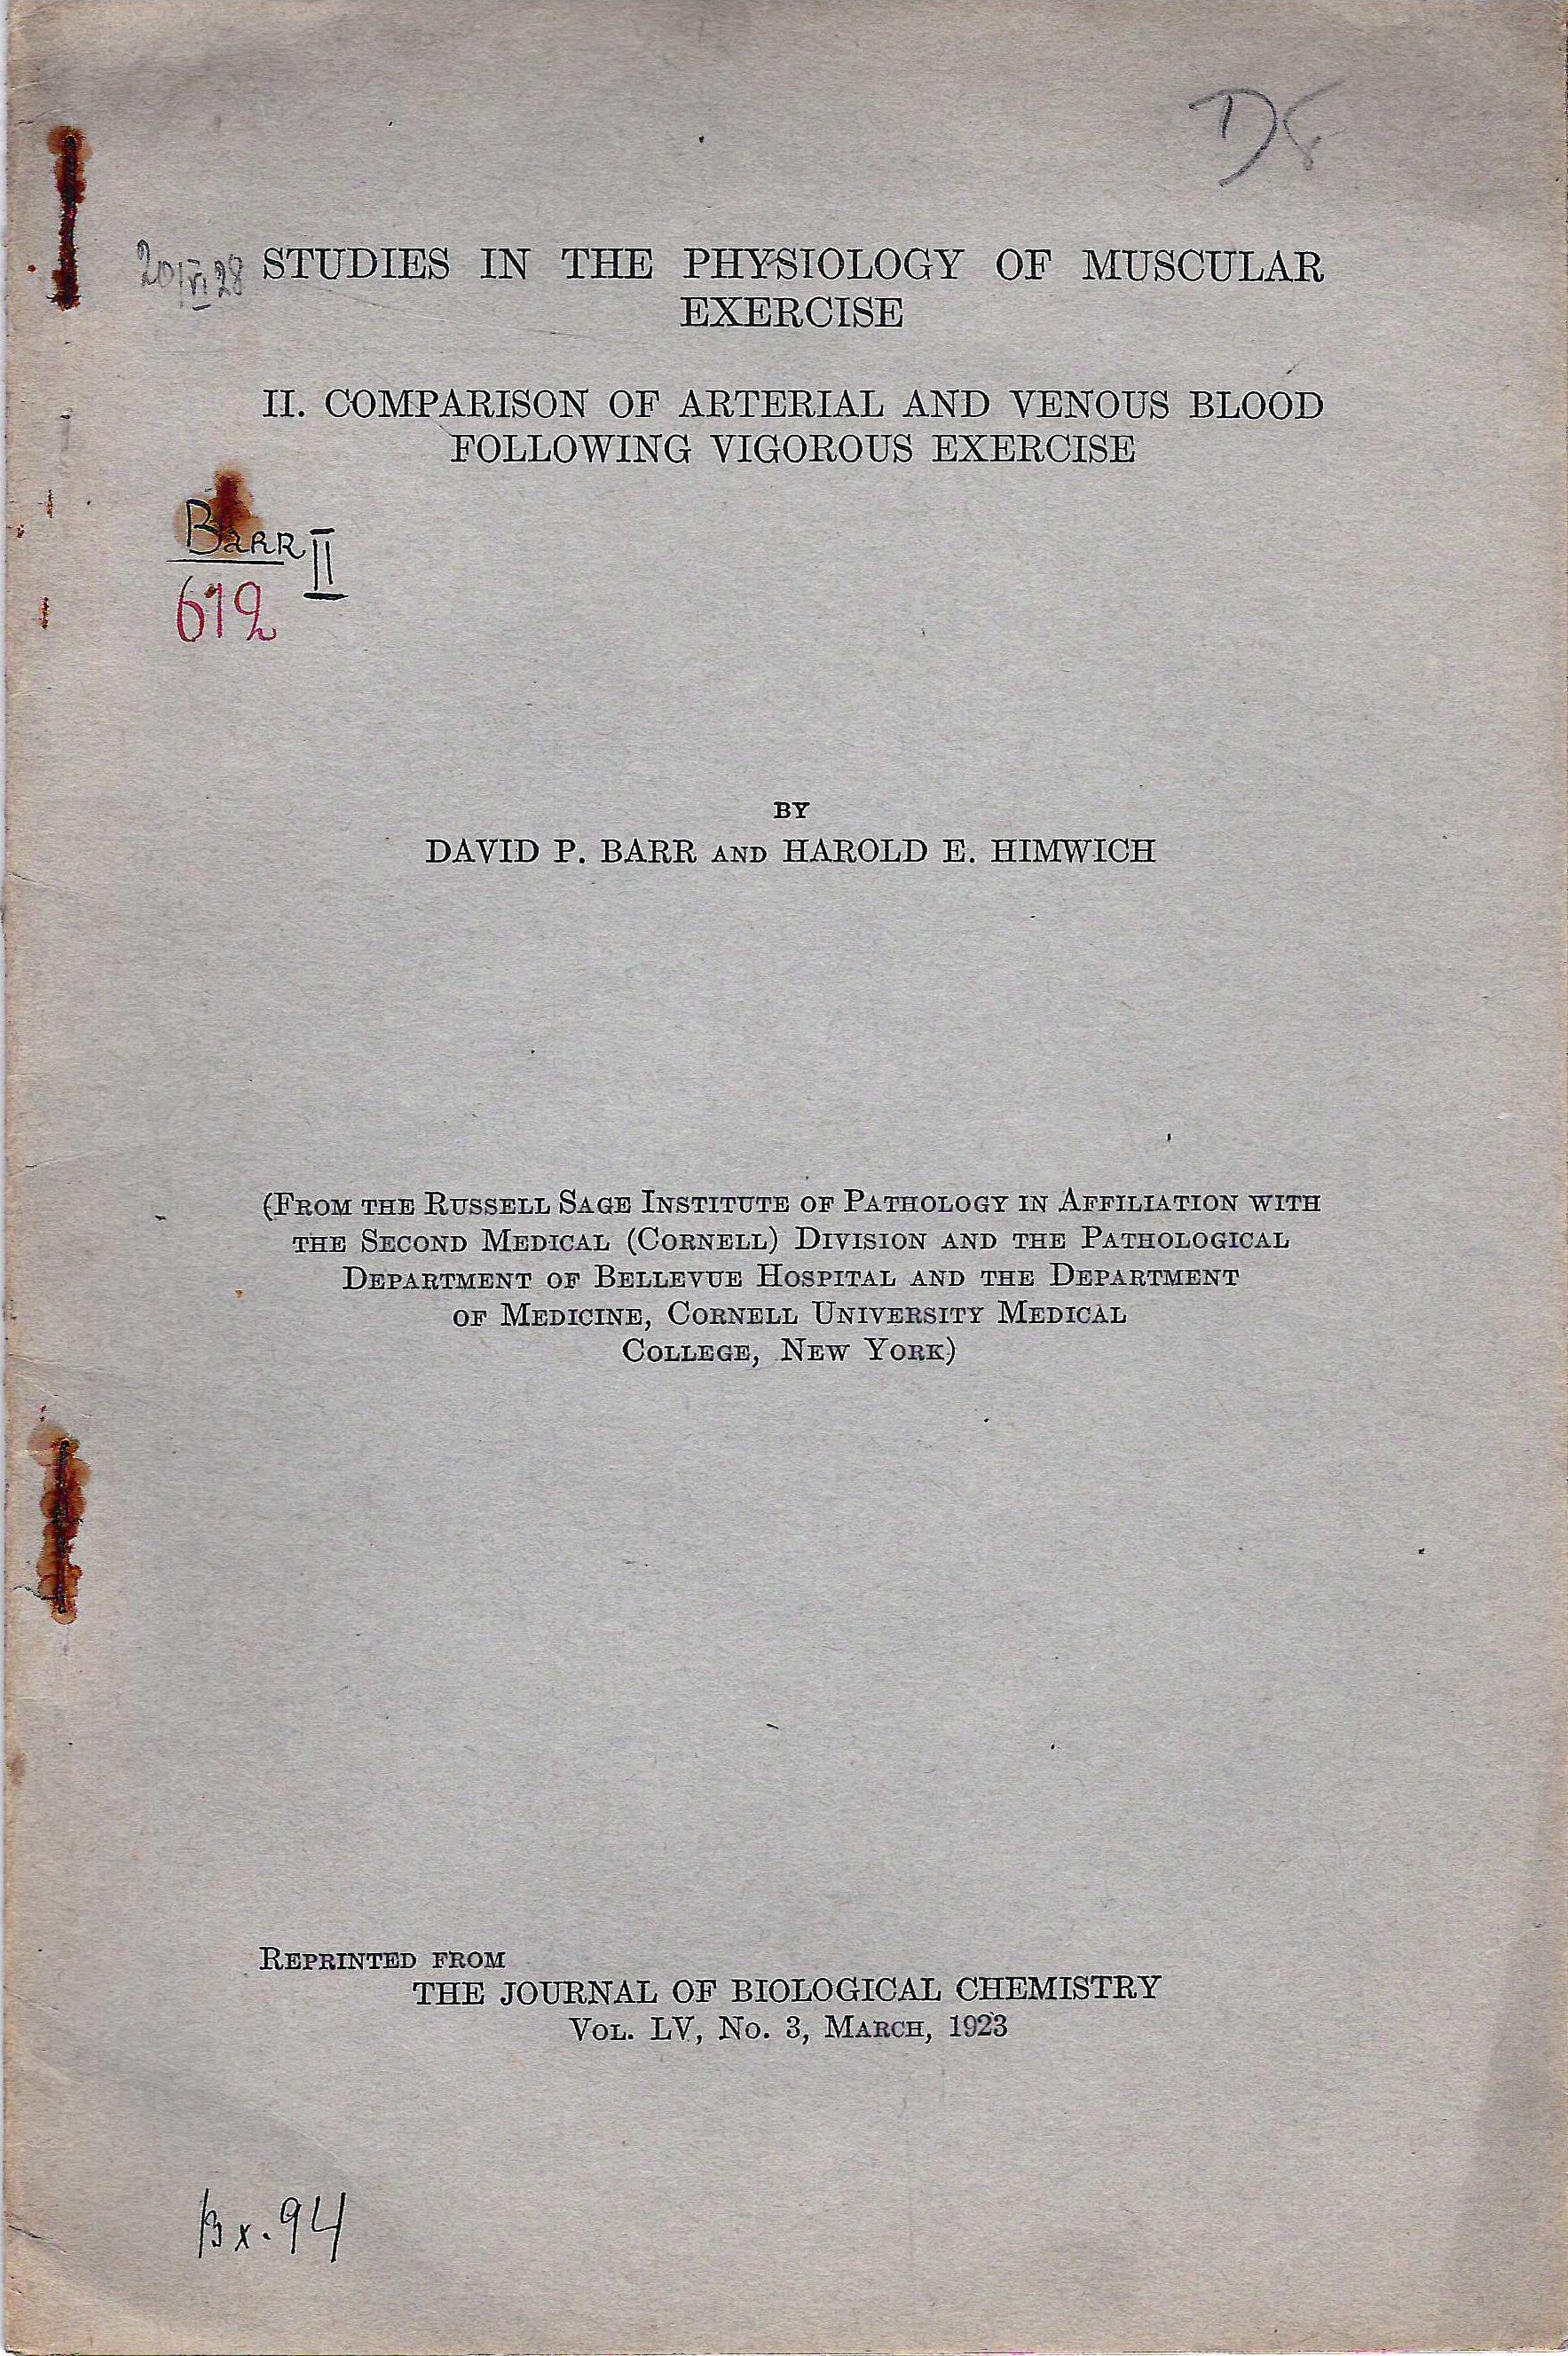 20/VI 28
STUDIES IN THE PHYSIOLOGY OF MUSCULAR
EXERCISE
II. COMPARISON OF ARTERIAL AND VENOUS BLOOD
FOLLOWING VIGOROUS EXERCISE
Barr II
612
BY
DAVID P. BARR AND HAROLD E. HIMWICH
(FROM THE RUSSELL SAGE INSTITUTE OF PATHOLOGY IN AFFILIATION WITH
THE SECOND MEDICAL (CORNELL) DIVISION AND THE PATHOLOGICAL
DEPARTMENT OF BELLEVUE HOSPITAL AND THE DEPARTMENT
OF MEDICINE, CORNELL UNIVERSITY MEDICAL
COLLEGE, NEW YORK)
REPRINTED FROM
THE JOURNAL OF BIOLOGICAL CHEMISTRY
VOL. LV, NO. 3, MARCH, 1923
Вх. 94